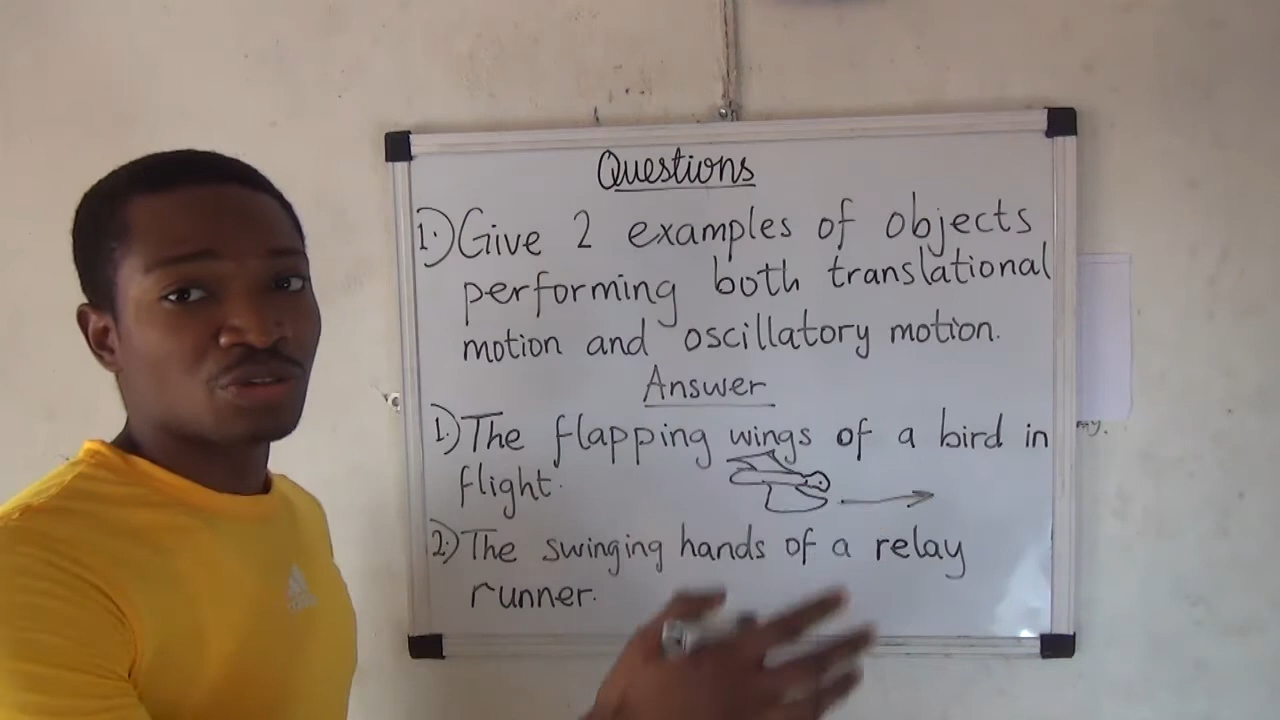 Questions
1.) Give 2 examples of objects
performing both translational
motion and oscillatory motion.
Answer
1.) The flapping wings of a bird in
flight.
2.) The swinging hands of a relay
runner.